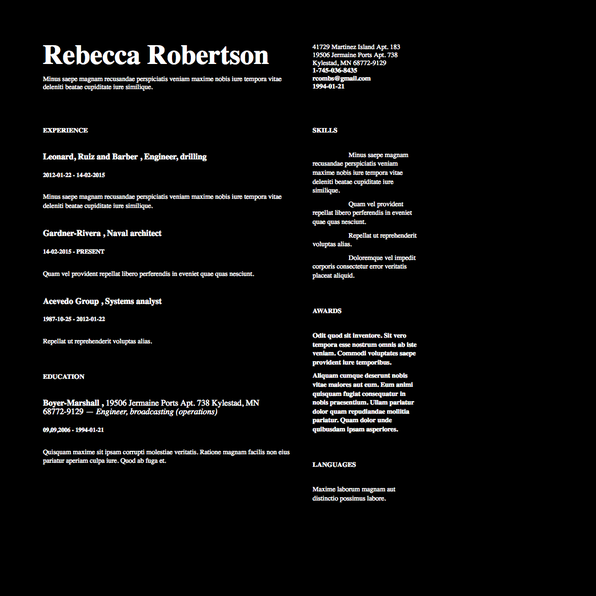 Rebecca Robertson
Minus saepe magnam recusandae perspiciatis veniam maxime nobis iure tempora vitae
deleniti beatae cupiditate iure similique.
41729 Martinez Island Apt. 183
19506 Jermaine Ports Apt. 738
Kylestad, MN 68772-9129
1-745-036-8435
rcombs@gmail.com
1994-01-21
EXPERIENCE
Leonard, Ruiz and Barber , Engineer, drilling
2012-01-22 - 14-02-2015
Minus saepe magnam recusandae perspiciatis veniam maxime nobis iure tempora vitae
deleniti beatae cupiditate iure similique.
Gardner-Rivera , Naval architect
14-02-2015 - PRESENT
Quam vel provident repellat libero perferendis in eveniet quae quas nesciunt.
Acevedo Group , Systems analyst
1987-10-25 - 2012-01-22
Repellat ut reprehenderit voluptas alias.
EDUCATION
Boyer-Marshall , 19506 Jermaine Ports Apt. 738 Kylestad, MN
68772-9129 — Engineer, broadcasting (operations)
09,09,2006 - 1994-01-21
Quisquam maxime sit ipsam corrupti molestiae veritatis. Ratione magnam facilis non eius
pariatur aperiam culpa iure. Quod ab fuga et.
SKILLS
Minus saepe magnam
recusandae perspiciatis veniam
maxime nobis iure tempora vitae
deleniti beatae cupiditate iure
similique.
Quam vel provident
repellat libero perferendis in eveniet
quae quas nesciunt.
Repellat ut reprehenderit
voluptas alias.
Doloremque vel impedit
corporis consectetur error veritatis
placeat aliquid.
AWARDS
Odit quod sit inventore. Sit vero
tempora esse nostrum omnis ab iste
veniam. Commodi voluptates saepe
provident iure temporibus.
Aliquam cumque deserunt nobis
vitae maiores aut eum. Eum animi
quisquam fugiat consequatur in
nobis praesentium. Ullam pariatur
dolor quam repudiandae mollitia
pariatur. Quam dolor unde
quibusdam ipsam asperiores.
LANGUAGES
Maxime laborum magnam aut
distinctio possimus labore.